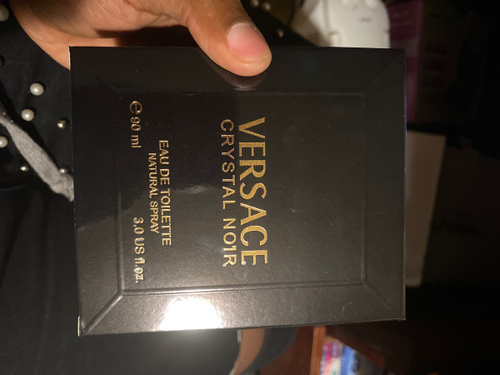 VERSACE
CRYSTAL NOIR
EAU DE TOILETTE
NATURAL SPRAY
℮ 90 ml
3.0 US fl.oz.